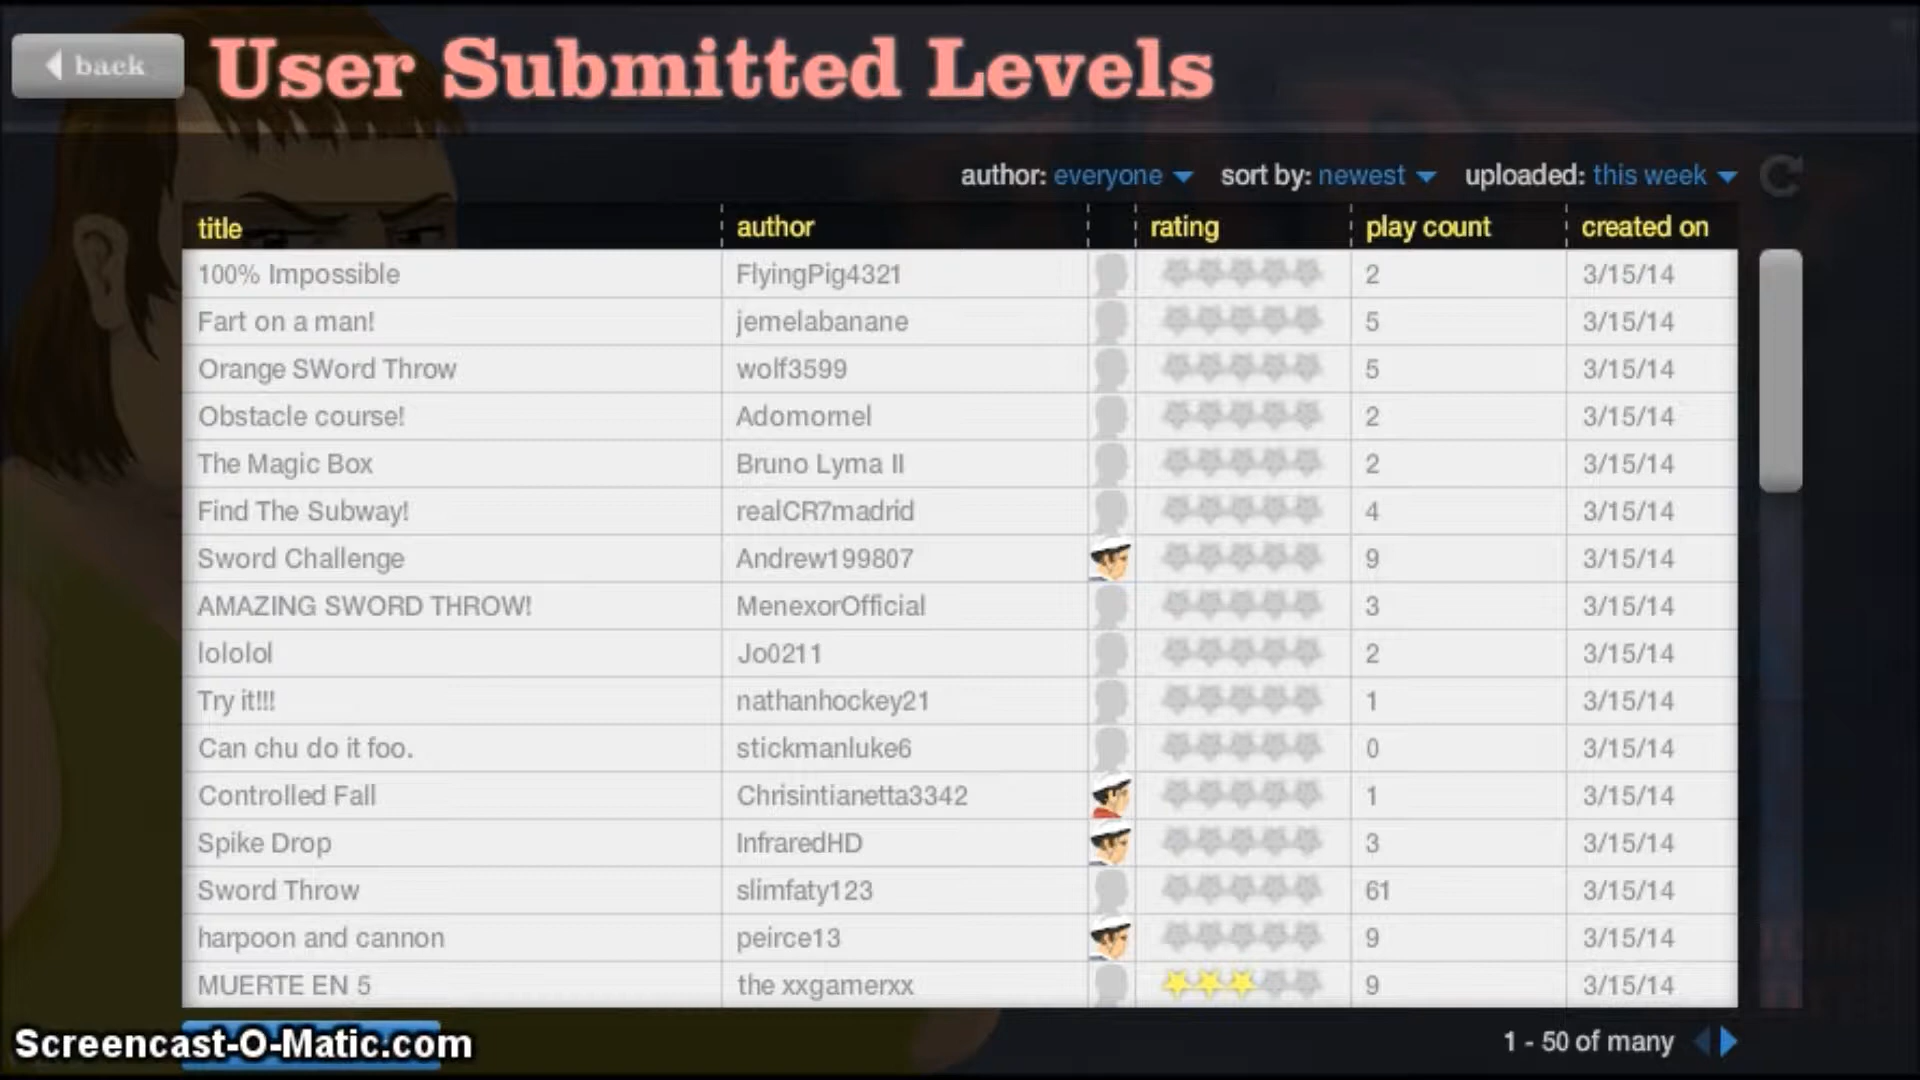 back
User Submitted Levels
author: everyone sort by: newest uploaded: this week
title author rating play count created on
100% Impossible FlyingPig4321 2 3/15/14
Fart on a man! jemelabanane 5 3/15/14
Orange SWord Throw wolf3599 5 3/15/14
Obstacle course! Adomornel 2 3/15/14
The Magic Box Bruno Lyma II 2 3/15/14
Find The Subway! realCR7madrid 4 3/15/14
Sword Challenge Andrew199807 9 3/15/14
AMAZING SWORD THROW! MenexorOfficial 3 3/15/14
lololol Jo0211 2 3/15/14
Try it!!! nathanhockey21 1 3/15/14
Can chu do it foo. stickmanluke6 0 3/15/14
Controlled Fall Chrisintianetta3342 1 3/15/14
Spike Drop InfraredHD 3 3/15/14
Sword Throw slimfaty123 61 3/15/14
harpoon and cannon peirce13 9 3/15/14
MUERTE EN 5 the xxgamerxx 9 3/15/14
Screencast-O-Matic.com
1 - 50 of many